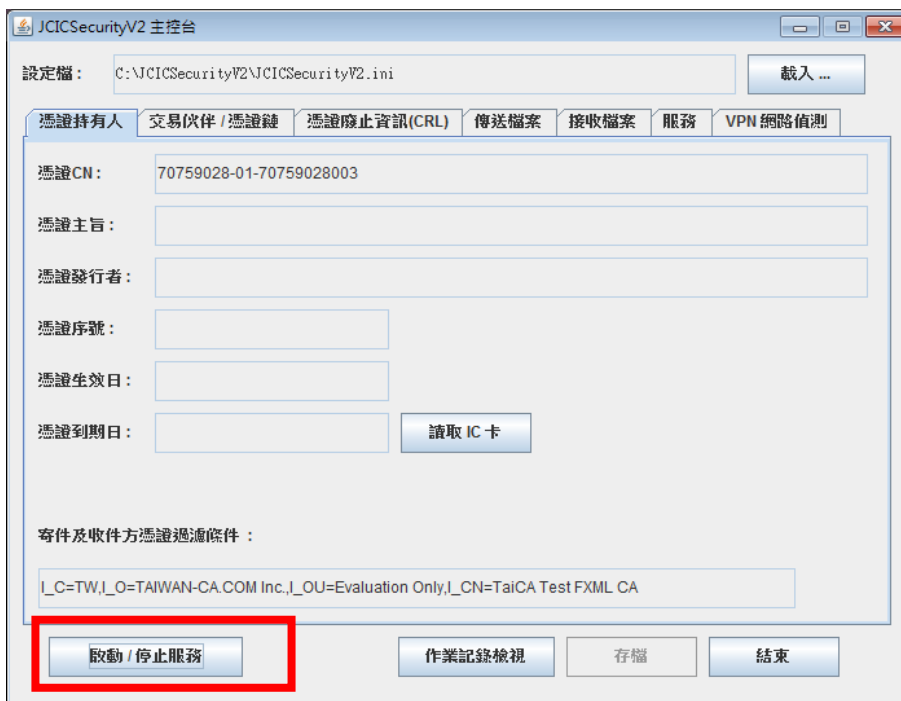 JCICSecurityV2 主控台
設定檔： C:\JCICSecurityV2\JCICSecurityV2.ini 載入 ...
憑證持有人 交易伙伴 / 憑證鏈 憑證廢止資訊(CRL) 傳送檔案 接收檔案 服務 VPN 網路偵測
憑證CN： 70759028-01-70759028003
憑證主旨：
憑證發行者：
憑證序號：
憑證生效日：
憑證到期日： 讀取 IC 卡
寄件及收件方憑證過濾條件：
I_C=TW,I_O=TAIWAN-CA.COM Inc.,I_OU=Evaluation Only,I_CN=TaiCA Test FXML CA
啟動 / 停止服務 作業記錄檢視 存檔 結束